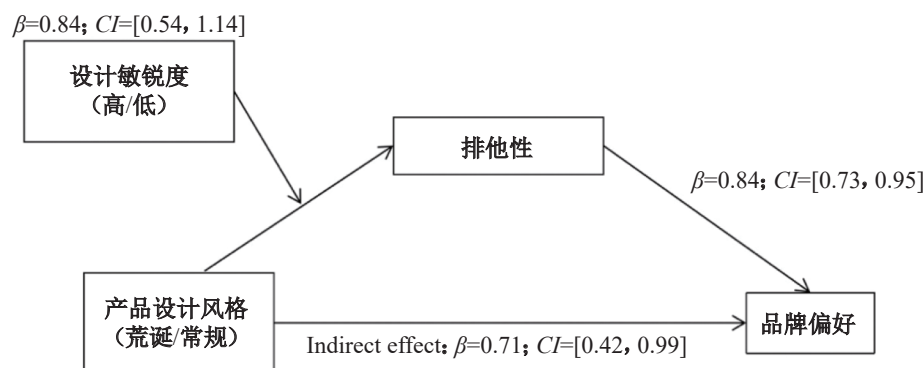 β=0.84; CI=[0.54, 1.14]
设计敏锐度
（高/低）
排他性
β=0.84; CI=[0.73, 0.95]
产品设计风格
（荒诞/常规）
品牌偏好
Indirect effect: β=0.71; CI=[0.42, 0.99]